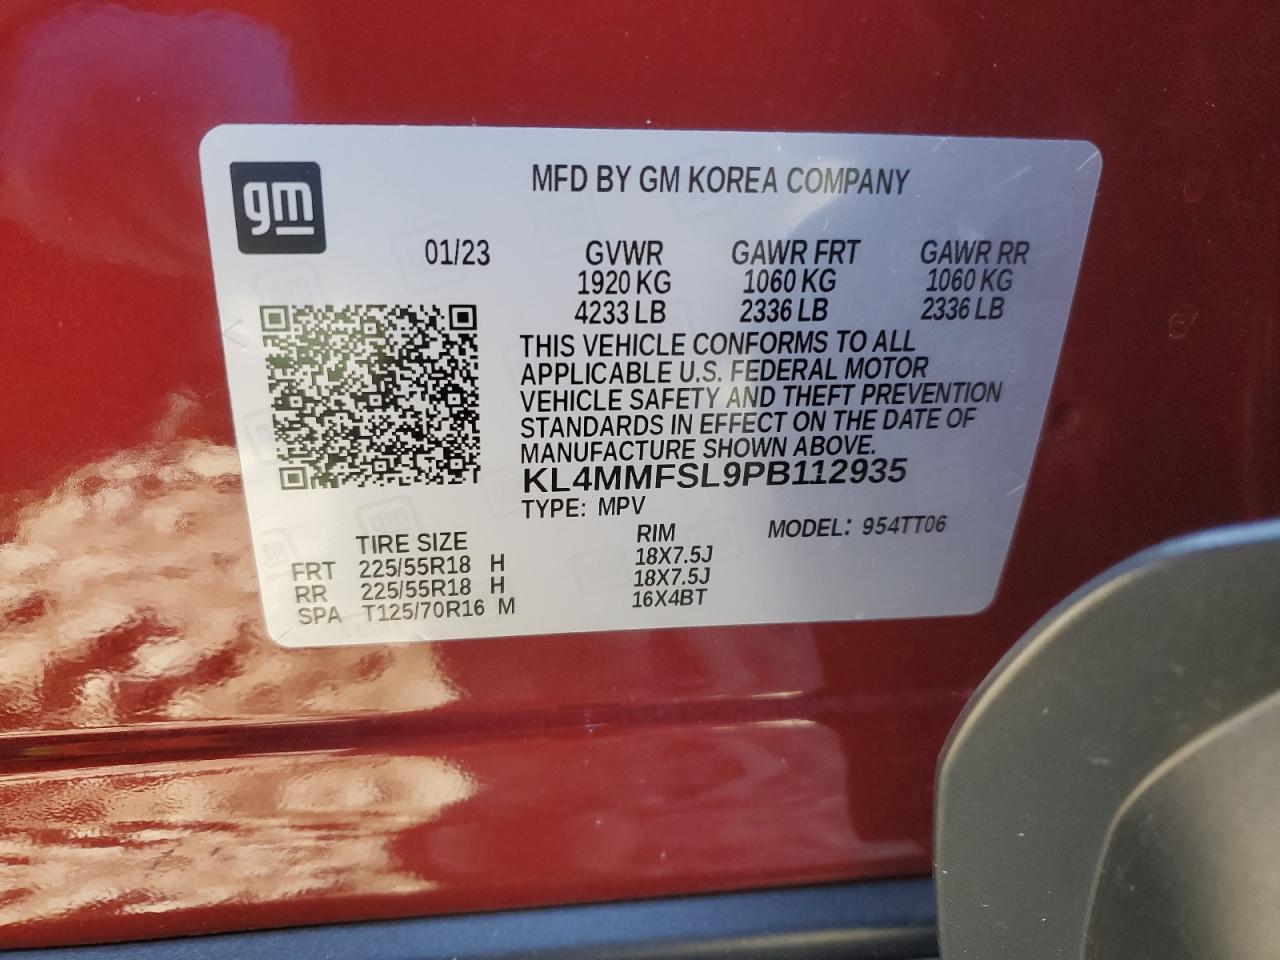 gm
MFD BY GM KOREA COMPANY
01/23 GVWR GAWR FRT GAWR RR
1920 KG 1060 KG 1060 KG
4233 LB 2336 LB 2336 LB
THIS VEHICLE CONFORMS TO ALL
APPLICABLE U.S. FEDERAL MOTOR
VEHICLE SAFETY AND THEFT PREVENTION
STANDARDS IN EFFECT ON THE DATE OF
MANUFACTURE SHOWN ABOVE.
KL4MMFSL9PB112935
TYPE: MPV
MODEL: 954TT06
TIRE SIZE RIM
FRT 225/55R18 H 18X7.5J
RR 225/55R18 H 18X7.5J
SPA T125/70R16 M 16X4BT